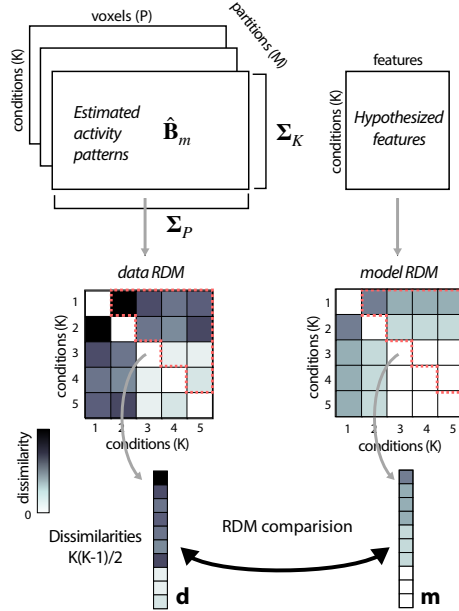 voxels (P)
partitions (M)
conditions (K)
Estimated
activity
patterns
B̂m
ΣK
ΣP
features
conditions (K)
Hypothesized
features
data RDM
1
2
3
4
5
conditions (K)
1 2 3 4 5
conditions (K)
model RDM
1
2
3
4
5
conditions (K)
1 2 3 4 5
conditions (K)
dissimilarity
0
Dissimilarities
K(K-1)/2
RDM comparision
d
m